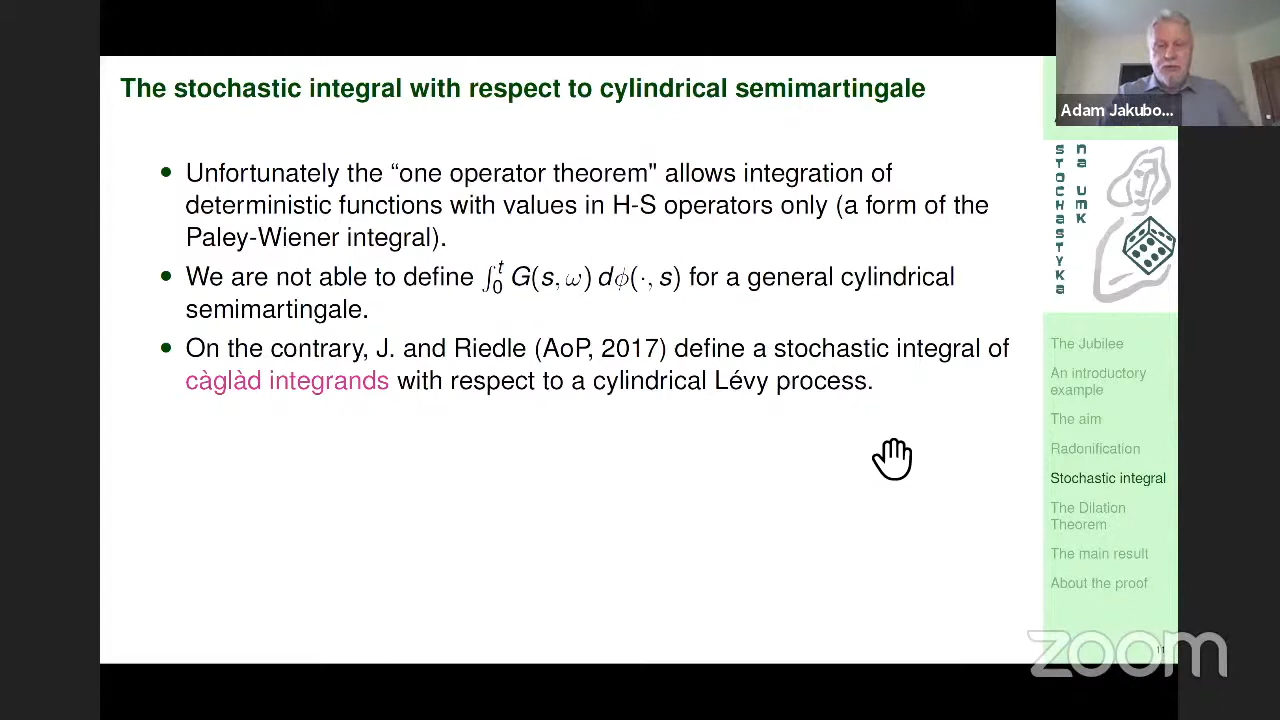 The stochastic integral with respect to cylindrical semimartingale
Adam Jakubo...
• Unfortunately the “one operator theorem" allows integration of
deterministic functions with values in H-S operators only (a form of the
Paley-Wiener integral).
• We are not able to define ∫₀ᵗ G(s, ω) dϕ(·, s) for a general cylindrical
semimartingale.
• On the contrary, J. and Riedle (AoP, 2017) define a stochastic integral of
càglàd integrands with respect to a cylindrical Lévy process.
STOCHASTYKA
na UMK
The Jubilee
An introductory
example
The aim
Radonification
Stochastic integral
The Dilation
Theorem
The main result
About the proof
zoom